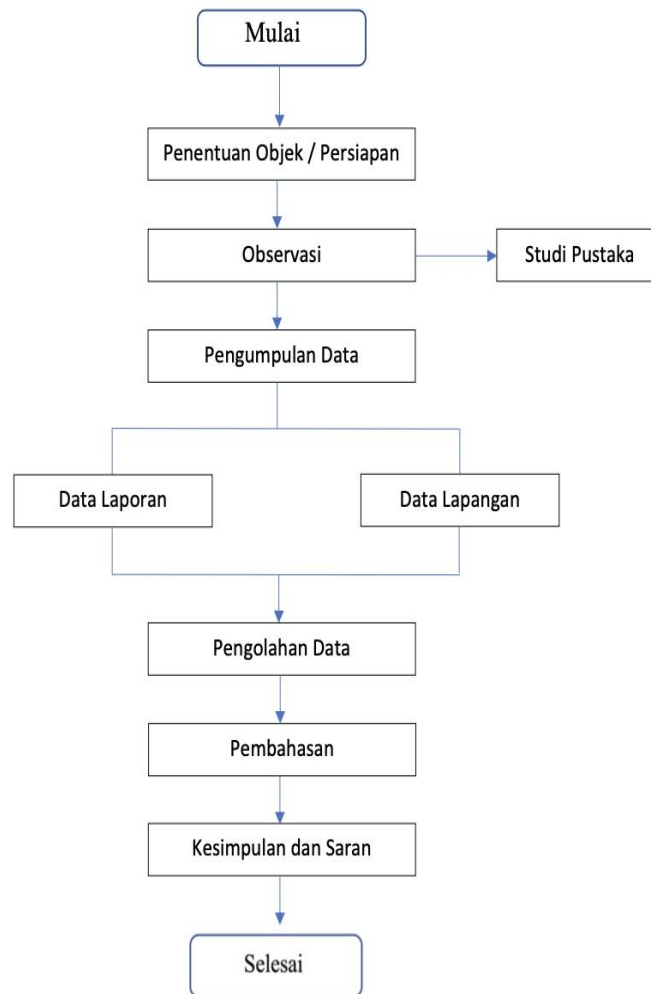 Mulai
Penentuan Objek / Persiapan
Observasi
Studi Pustaka
Pengumpulan Data
Data Laporan
Data Lapangan
Pengolahan Data
Pembahasan
Kesimpulan dan Saran
Selesai